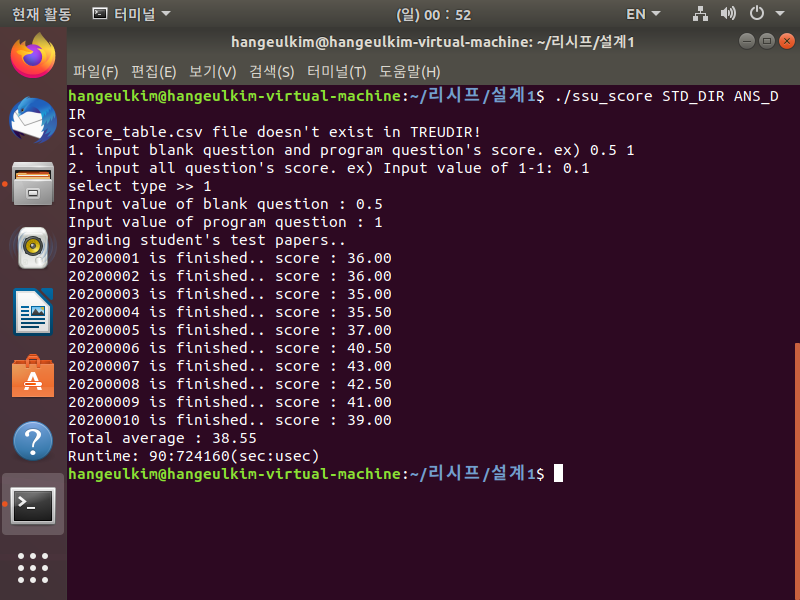 현재 활동 터미널 (일) 00 : 52 EN
hangeulkim@hangeulkim-virtual-machine: ~/리시프/설계1
파일(F) 편집(E) 보기(V) 검색(S) 터미널(T) 도움말(H)
hangeulkim@hangeulkim-virtual-machine:~/리시프/설계1$ ./ssu_score STD_DIR ANS_D
IR
score_table.csv file doesn't exist in TREUDIR!
1. input blank question and program question's score. ex) 0.5 1
2. input all question's score. ex) Input value of 1-1: 0.1
select type >> 1
Input value of blank question : 0.5
Input value of program question : 1
grading student's test papers..
20200001 is finished.. score : 36.00
20200002 is finished.. score : 36.00
20200003 is finished.. score : 35.00
20200004 is finished.. score : 35.50
20200005 is finished.. score : 37.00
20200006 is finished.. score : 40.50
20200007 is finished.. score : 43.00
20200008 is finished.. score : 42.50
20200009 is finished.. score : 41.00
20200010 is finished.. score : 39.00
Total average : 38.55
Runtime: 90:724160(sec:usec)
hangeulkim@hangeulkim-virtual-machine:~/리시프/설계1$